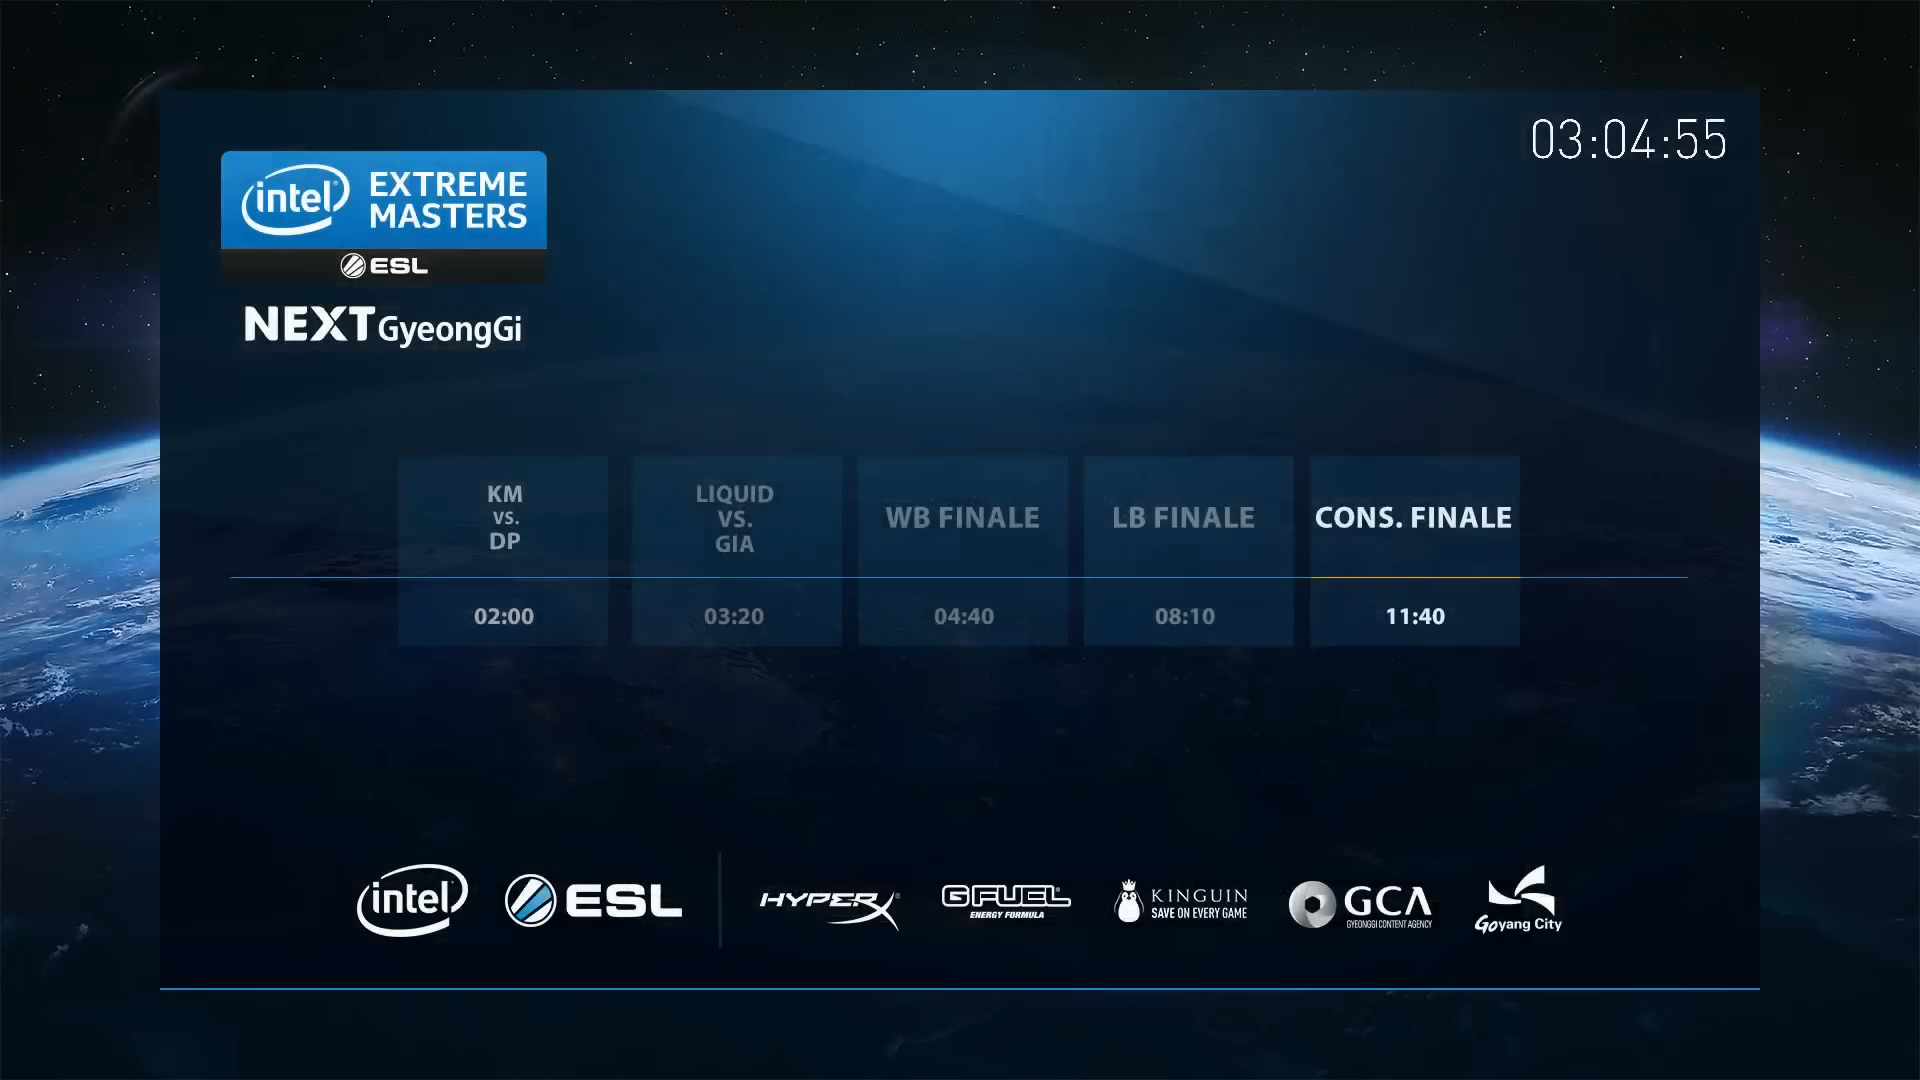 03:04:55
intel EXTREME
MASTERS
ESL
NEXT GyeongGi
KM
VS.
DP
LIQUID
VS.
GIA
WB FINALE
LB FINALE
CONS. FINALE
02:00
03:20
04:40
08:10
11:40
intel
ESL
HYPERX
G FUEL
ENERGY FORMULA
KINGUIN
SAVE ON EVERY GAME
GCA
GYEONGGI CONTENT AGENCY
Goyang City